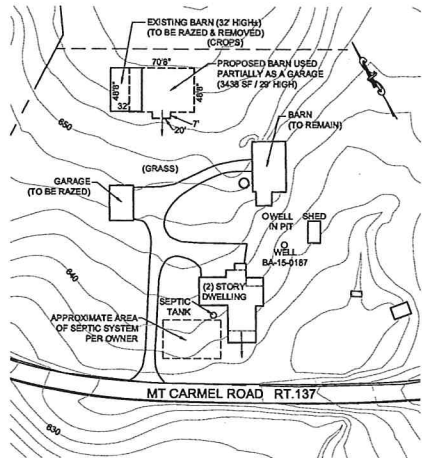 EXISTING BARN (32' HIGH±)
(TO BE RAZED & REMOVED)
(CROPS)
70'8"
PROPOSED BARN USED
PARTIALLY AS A GARAGE
(3438 SF / 29' HIGH)
48'8"
32'
48'8"
7'
20'
BARN
(TO REMAIN)
650
(GRASS)
GARAGE
(TO BE RAZED)
O WELL
IN PIT
SHED
WELL
BA-15-0187
640
(2) STORY
DWELLING
SEPTIC
TANK
APPROXIMATE AREA
OF SEPTIC SYSTEM
PER OWNER
MT CARMEL ROAD RT.137
630